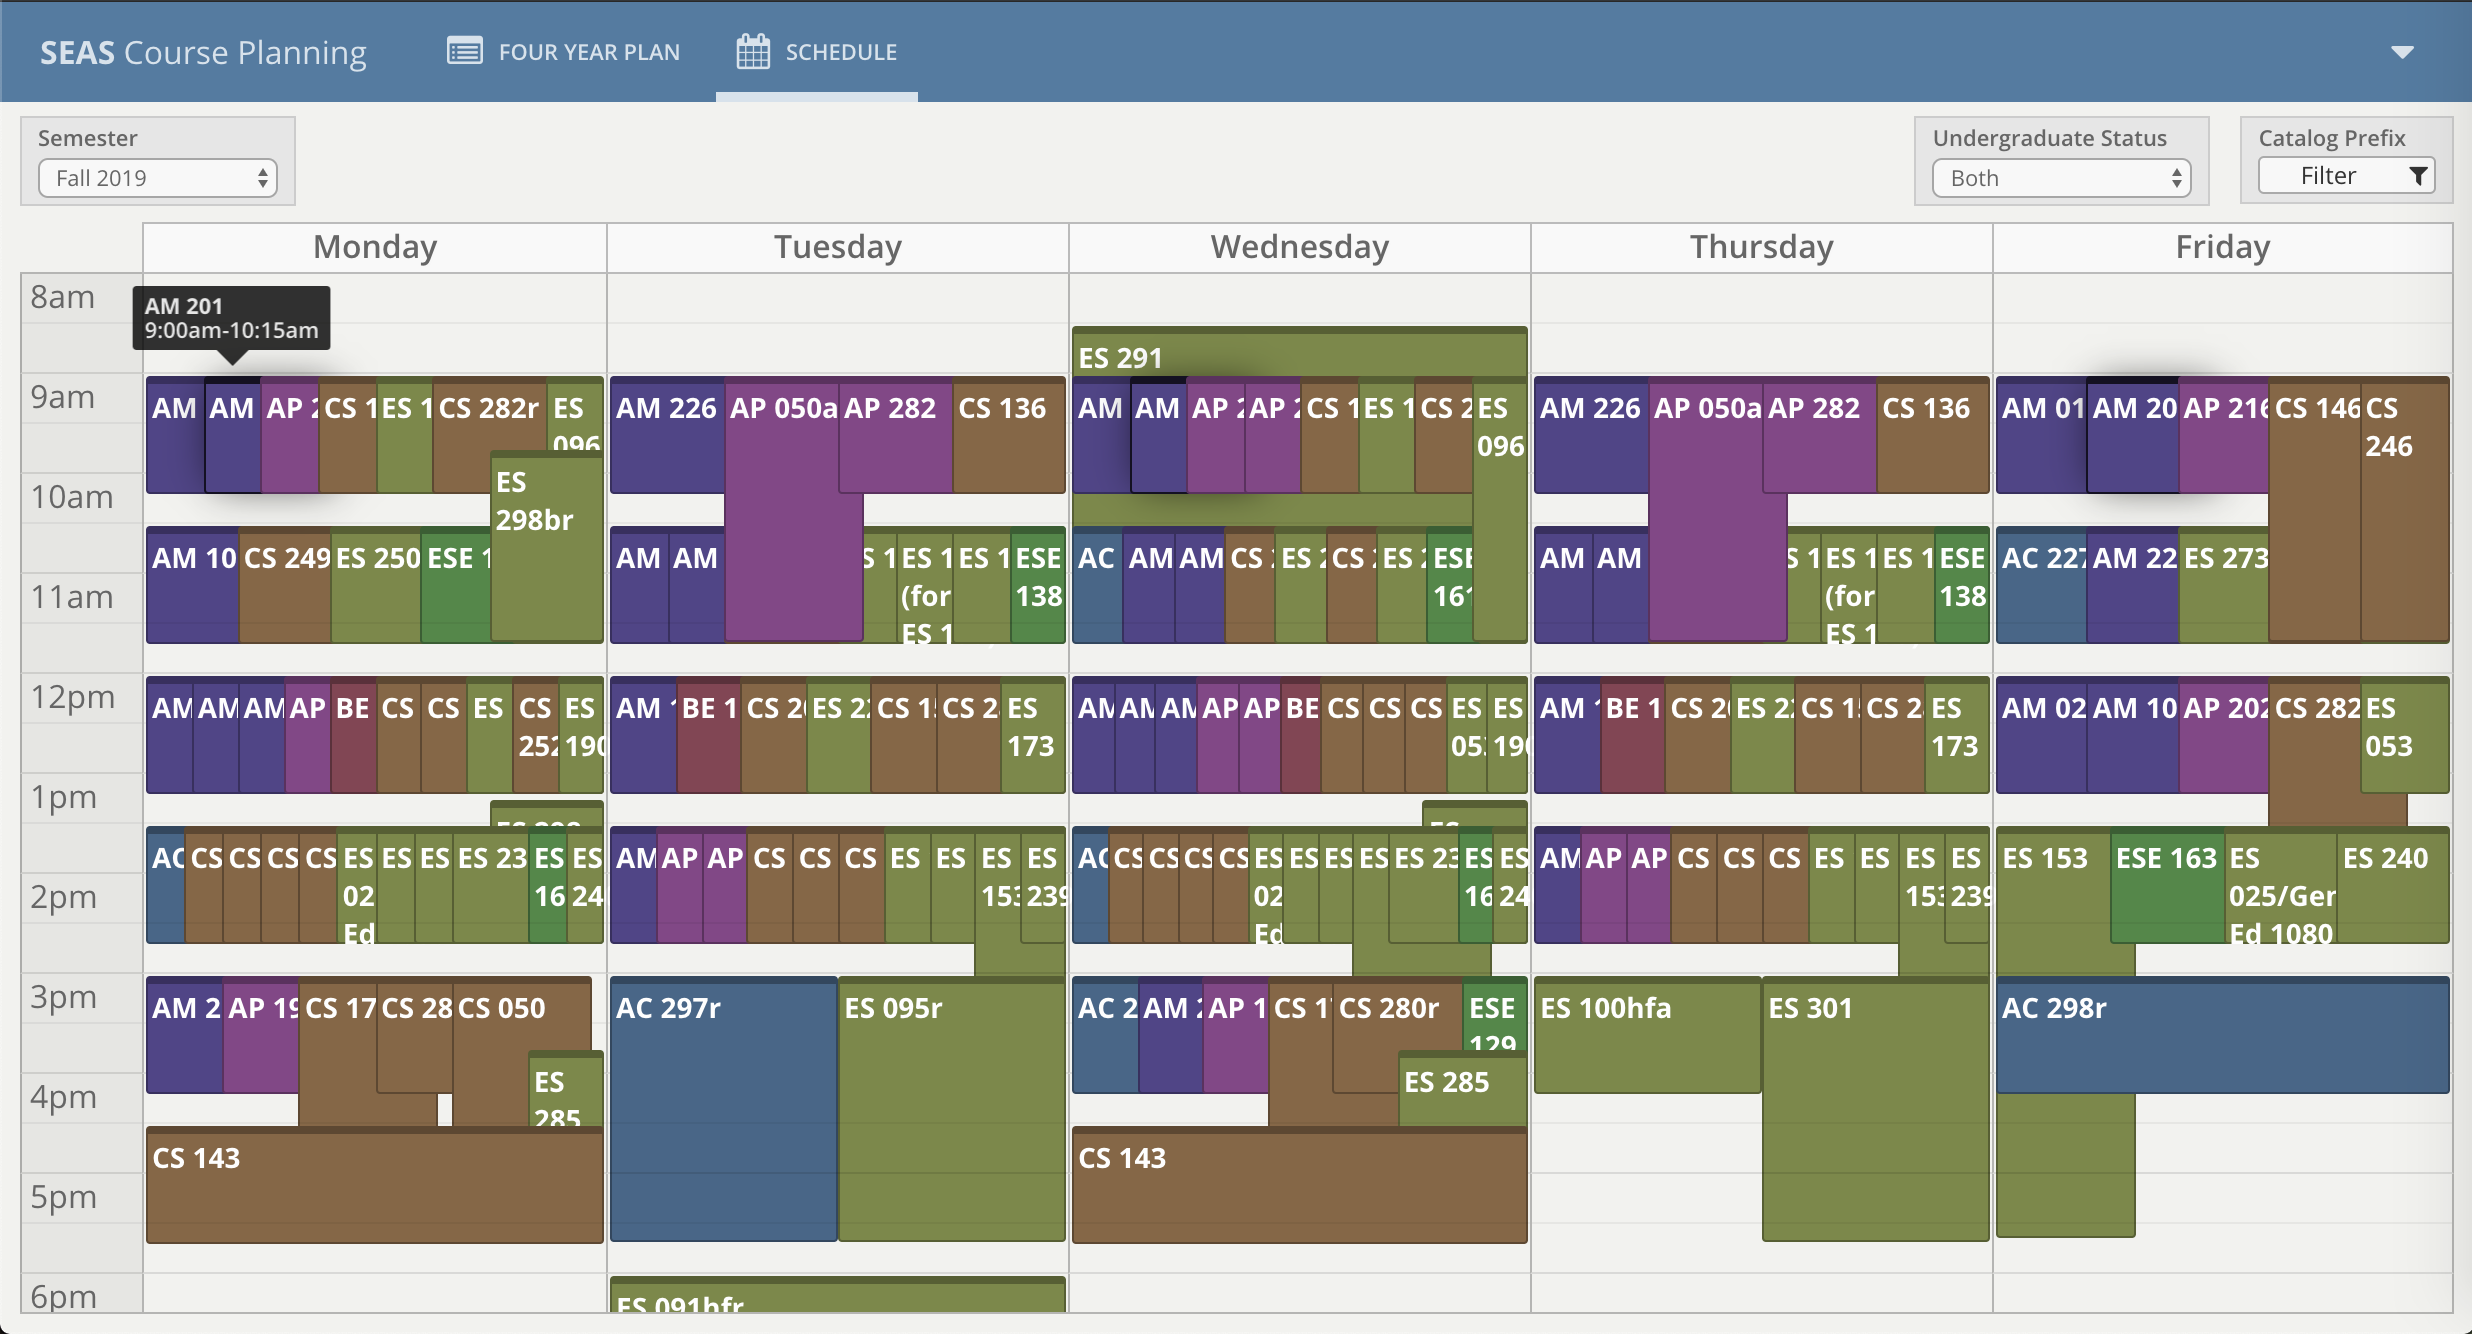 SEAS Course Planning
FOUR YEAR PLAN
SCHEDULE
Semester
Fall 2019
Undergraduate Status
Both
Catalog Prefix
Filter
Monday Tuesday Wednesday Thursday Friday
8am
AM 201
9:00am-10:15am
ES 291
9am
AM AM AP 2 CS 1 ES 1 CS 282r ES 096
AM 226 AP 050a AP 282 CS 136
AM AM AP 2 AP 2 CS 1 ES 1 CS 2 ES 096
AM 226 AP 050a AP 282 CS 136
AM 01 AM 20 AP 216 CS 146 CS 246
10am
ES 298br
AM 10 CS 249 ES 250 ESE 1
AM AM S 1 ES 1 (for ES 1 ES 1 ESE 138
AC AM AM CS ES 2 CS ES ESE 161
AM AM S 1 ES 1 (for ES 1 ES 1 ESE 138
AC 227 AM 22 ES 273
11am
12pm
AM AM AM AP BE CS CS ES CS 252 ES 190
AM BE 1 CS 20 ES 22 CS 1 CS 2 ES 173
AM AM AM AP AP BE CS CS CS ES 053 ES 190
AM BE 1 CS 20 ES 22 CS 1 CS 2 ES 173
AM 02 AM 10 AP 202 CS 282 ES 053
1pm
AC CS CS CS CS ES 02 Ed ES ES ES 23 ES 16 ES 24
AM AP AP CS CS CS ES ES ES 153 ES 239
AC CS CS CS CS ES 02 Ed ES ES ES ES 23 ES 16 ES 24
AM AP AP CS CS CS ES ES ES 153 ES 239
ES 153 ESE 163 ES 025/Ger Ed 1080 ES 240
2pm
3pm
AM 2 AP 19 CS 17 CS 28 CS 050
AC 297r ES 095r
AC 2 AM 2 AP 1 CS 1 CS 280r ESE 129
ES 100hfa ES 301
AC 298r
ES 285
ES 285
4pm
CS 143
CS 143
5pm
6pm
ES 091hfr